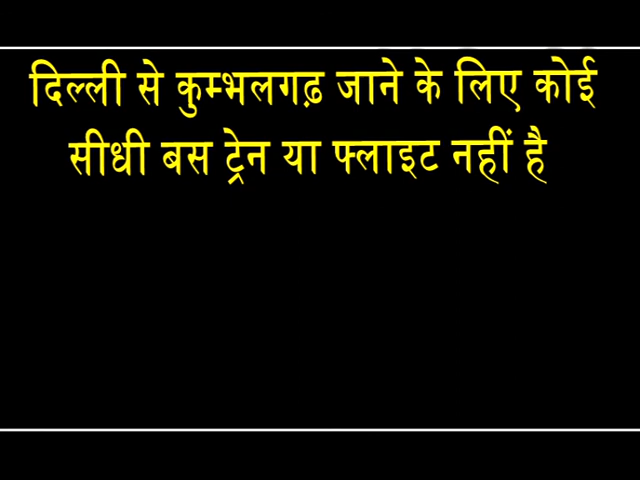 दिल्ली से कुम्भलगढ़ जाने के लिए कोई
सीधी बस ट्रेन या फ्लाइट नहीं है